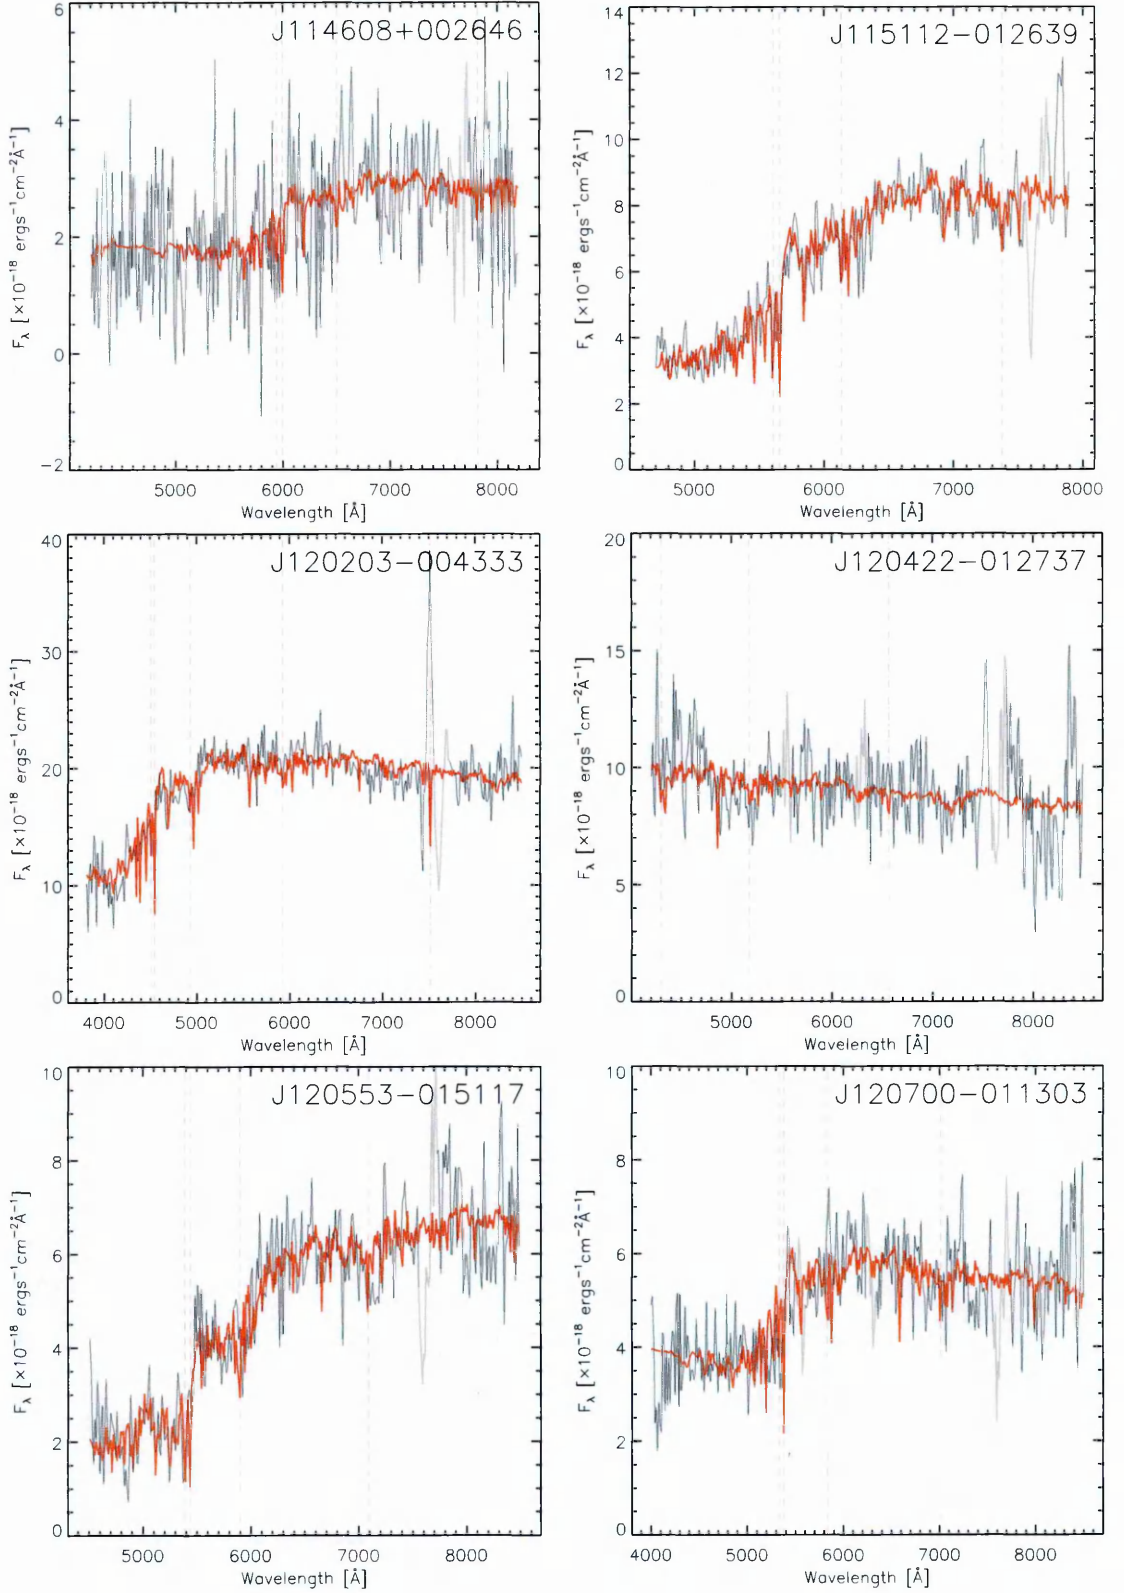 J114608+002646
6
4
2
0
−2
F_λ [×10⁻¹⁸ ergs⁻¹cm⁻²Å⁻¹]
5000 6000 7000 8000
Wavelength [Å]
J115112−012639
14
12
10
8
6
4
2
0
F_λ [×10⁻¹⁸ ergs⁻¹cm⁻²Å⁻¹]
5000 6000 7000 8000
Wavelength [Å]
J120203−004333
40
30
20
10
0
F_λ [×10⁻¹⁸ ergs⁻¹cm⁻²Å⁻¹]
4000 5000 6000 7000 8000
Wavelength [Å]
J120422−012737
20
15
10
5
0
F_λ [×10⁻¹⁸ ergs⁻¹cm⁻²Å⁻¹]
5000 6000 7000 8000
Wavelength [Å]
J120553−015117
10
8
6
4
2
0
F_λ [×10⁻¹⁸ ergs⁻¹cm⁻²Å⁻¹]
5000 6000 7000 8000
Wavelength [Å]
J120700−011303
10
8
6
4
2
0
F_λ [×10⁻¹⁸ ergs⁻¹cm⁻²Å⁻¹]
4000 5000 6000 7000 8000
Wavelength [Å]